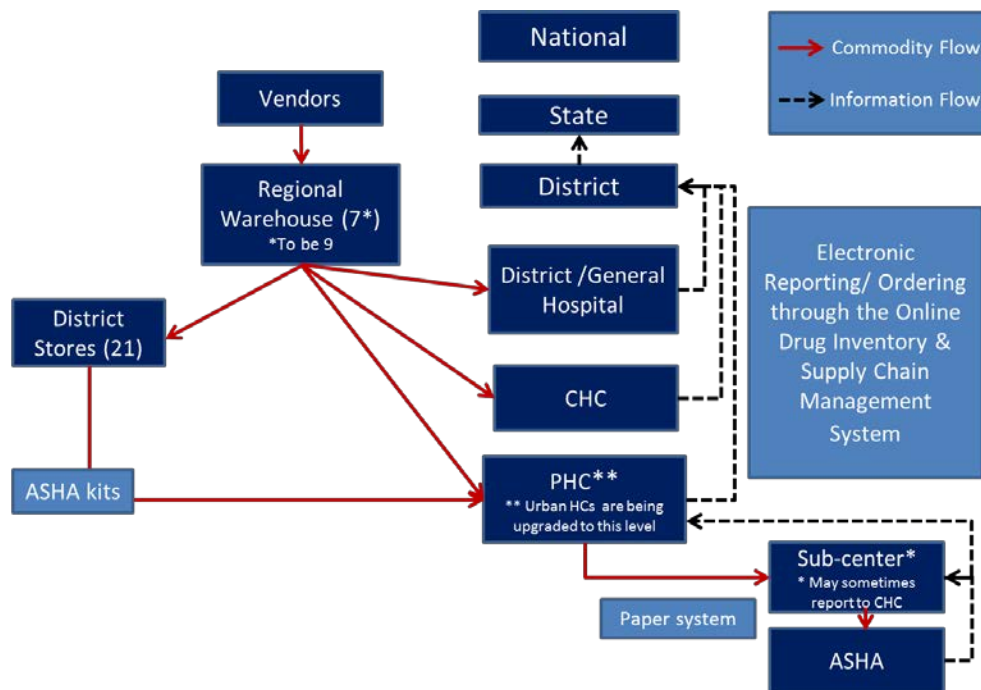 National
Commodity Flow
Information Flow
Vendors
State
Regional
Warehouse (7*)
*To be 9
District
District /General
Hospital
Electronic
Reporting/ Ordering
through the Online
Drug Inventory &
Supply Chain
Management
System
District
Stores (21)
CHC
ASHA kits
PHC**
** Urban HCs are being
upgraded to this level
Sub-center*
* May sometimes
report to CHC
Paper system
ASHA